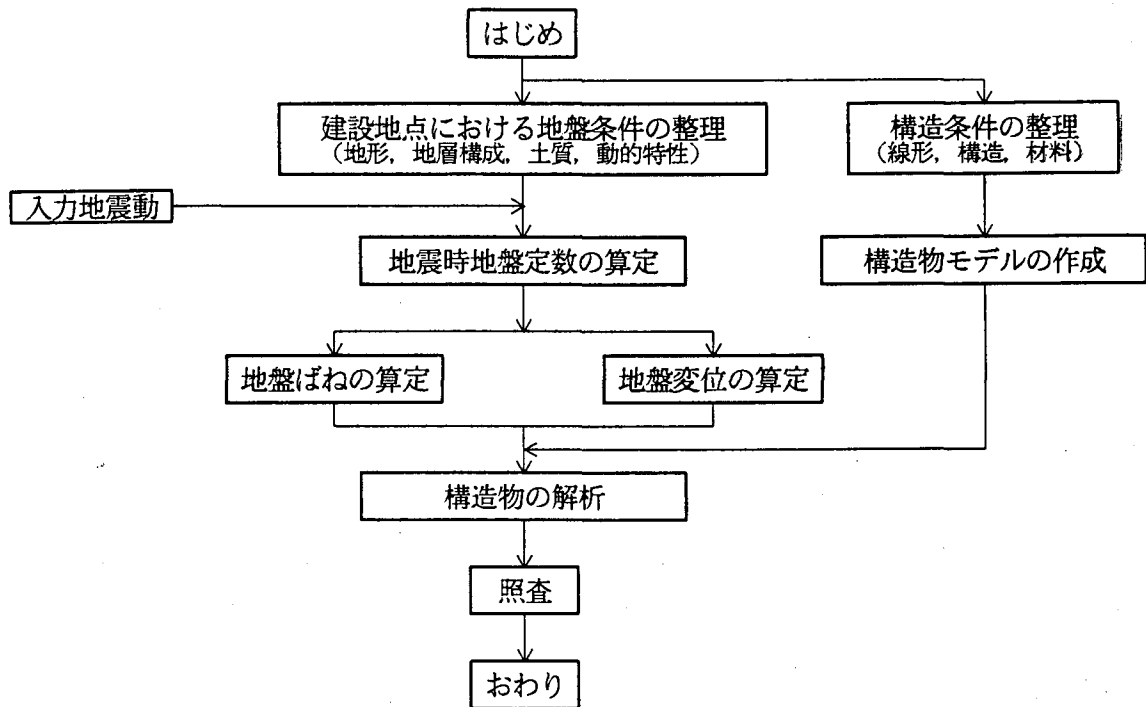 はじめ
建設地点における地盤条件の整理
（地形，地層構成，土質，動的特性）
構造条件の整理
（線形，構造，材料）
入力地震動
地震時地盤定数の算定
構造物モデルの作成
地盤ばねの算定
地盤変位の算定
構造物の解析
照査
おわり